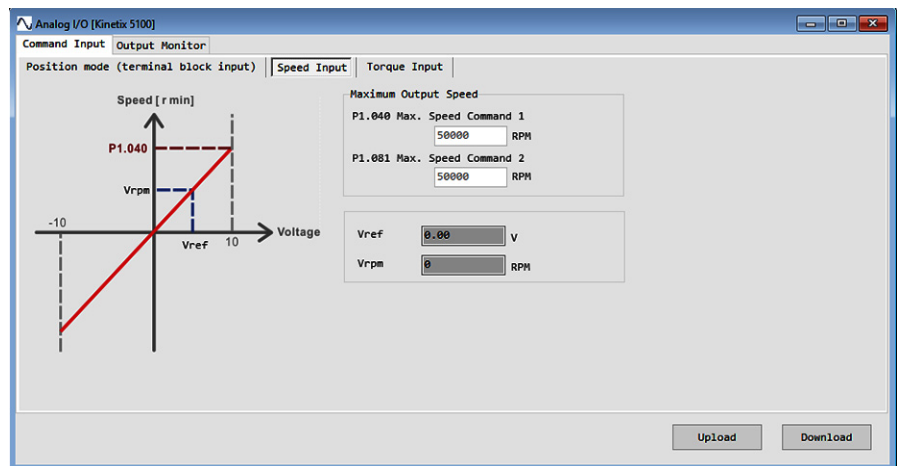 Analog I/O [Kinetix 5100]
Command Input Output Monitor
Position mode (terminal block input) Speed Input Torque Input
Speed [ r min]
P1.040
Vrpm
-10
Vref
10
Voltage
Maximum Output Speed
P1.040 Max. Speed Command 1
50000 RPM
P1.081 Max. Speed Command 2
50000 RPM
Vref 0.00 V
Vrpm 0 RPM
Upload Download